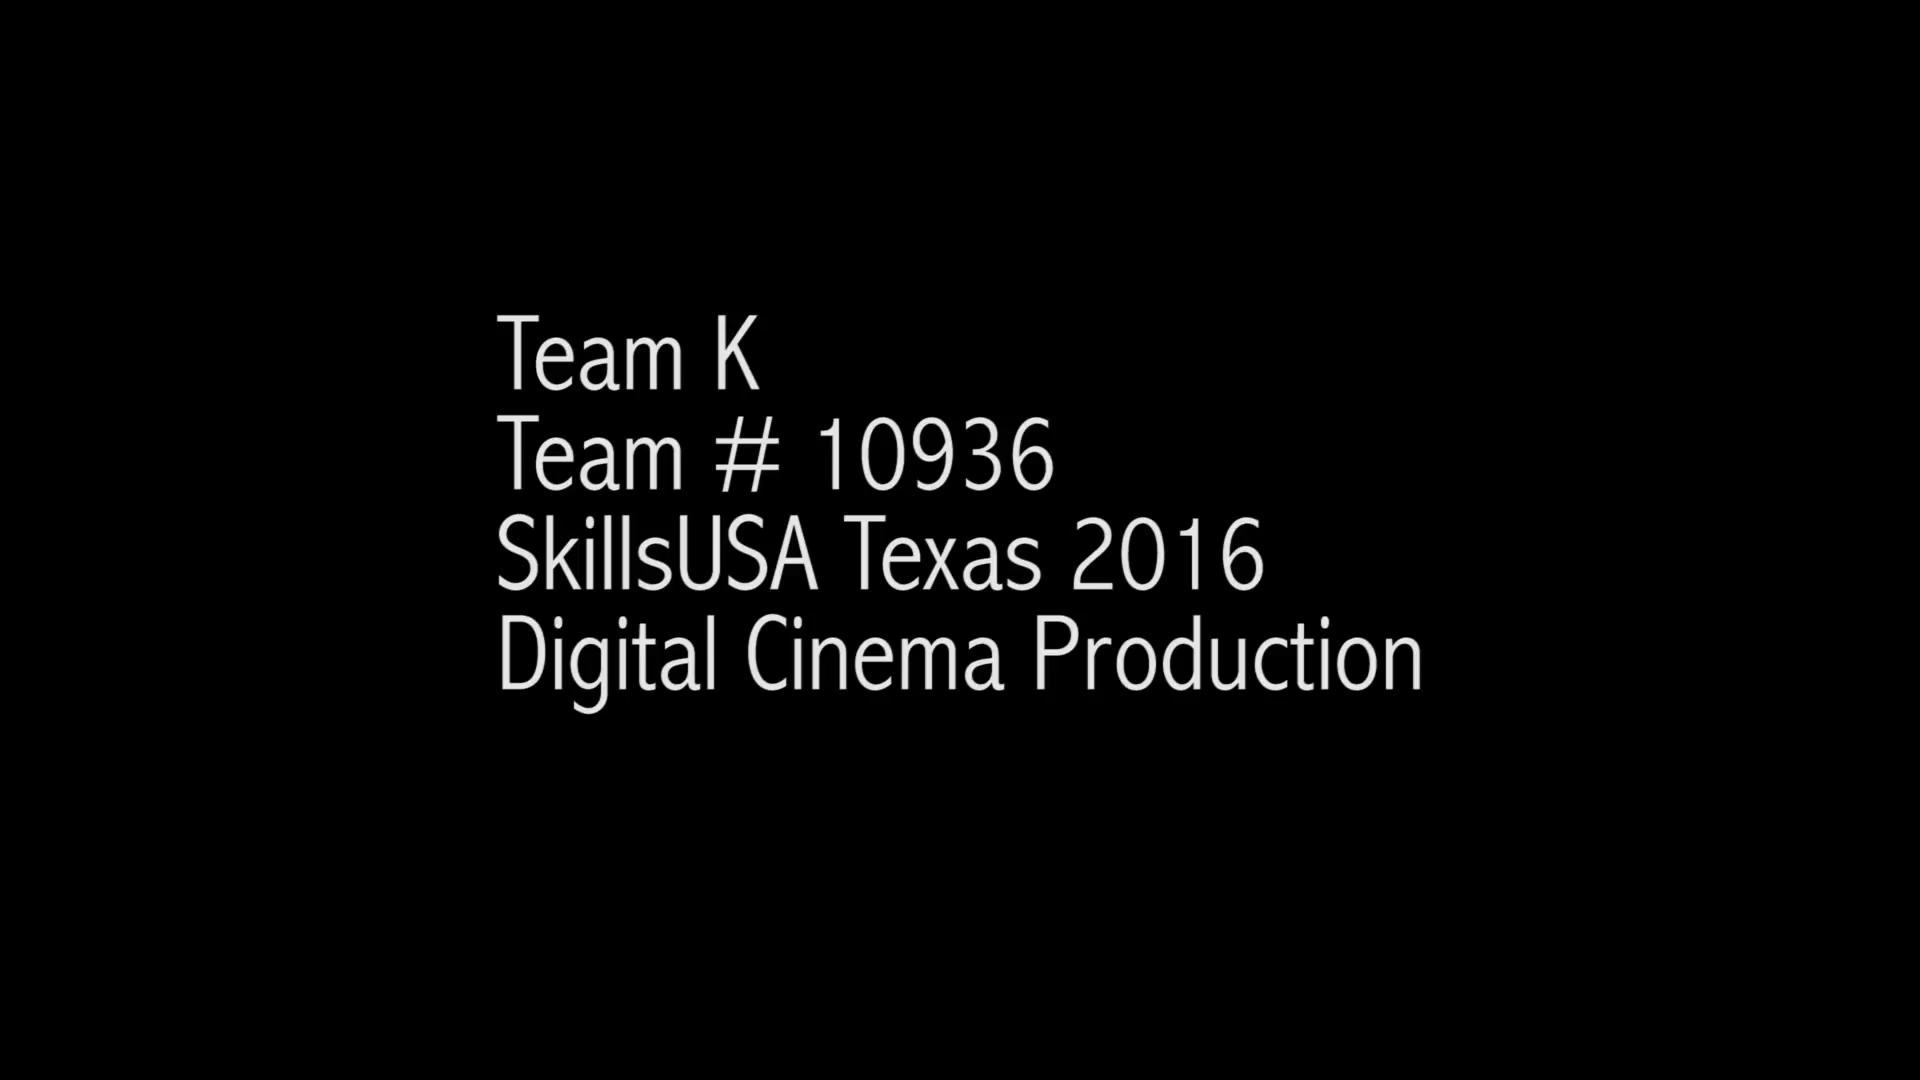 Team K
Team # 10936
SkillsUSA Texas 2016
Digital Cinema Production